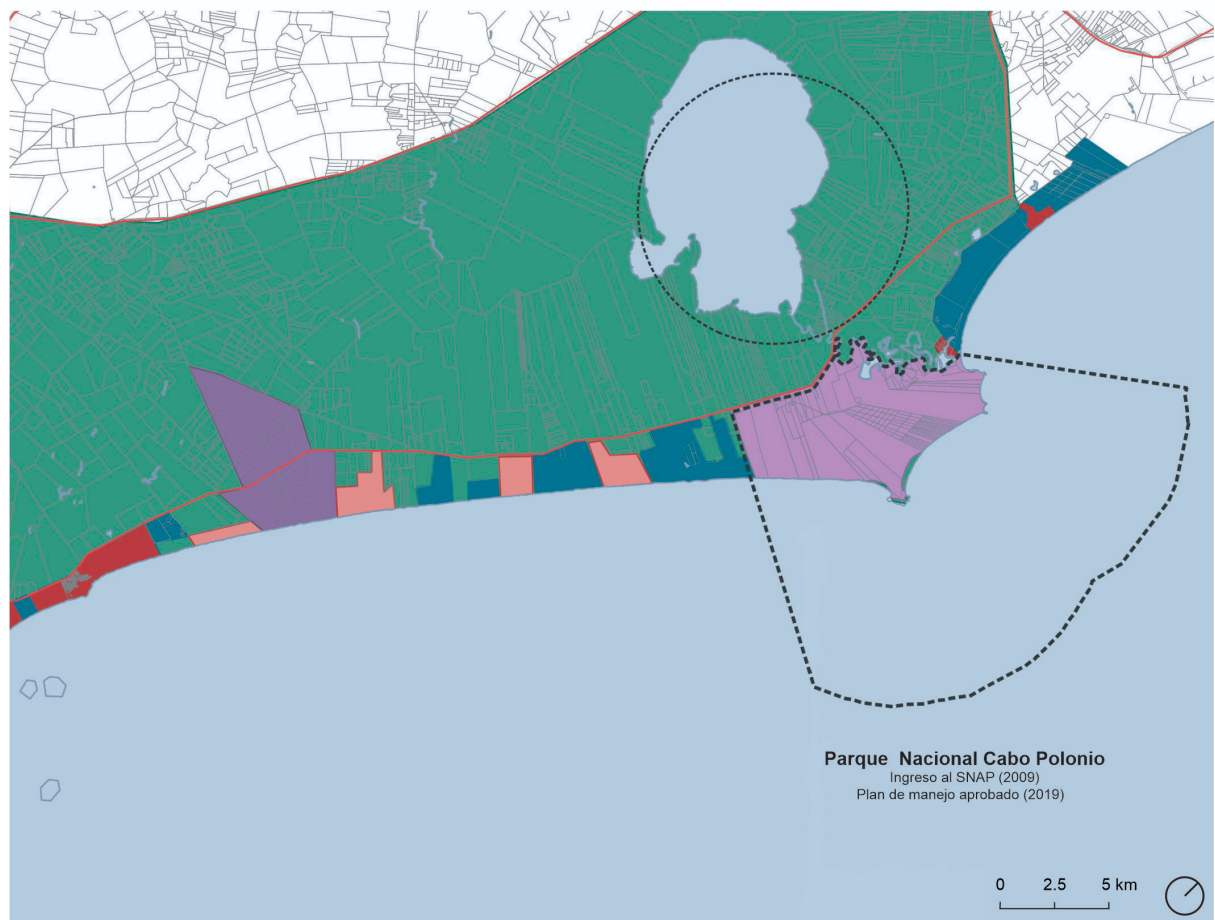 Parque Nacional Cabo Polonio
Ingreso al SNAP (2009)
Plan de manejo aprobado (2019)
0 2.5 5 km